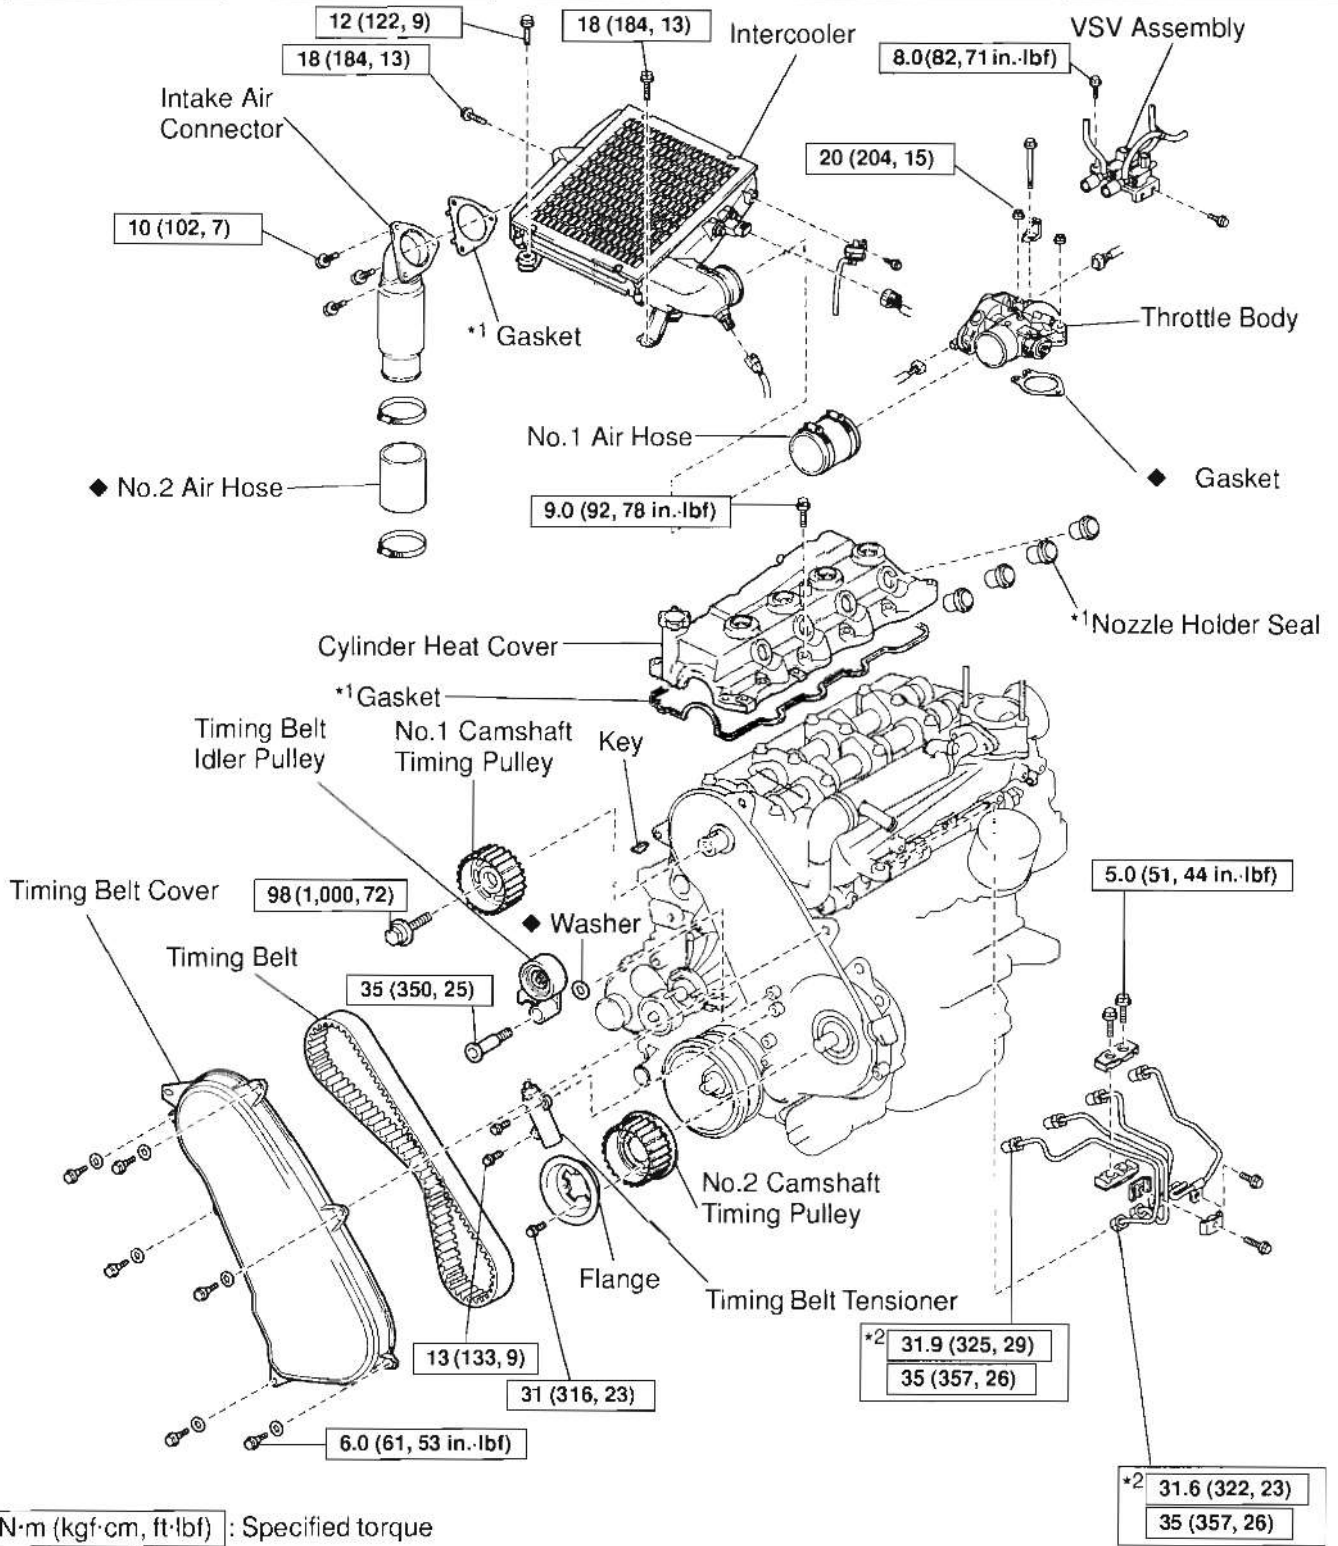 12 (122, 9)
18 (184, 13)
Intercooler
VSV Assembly
18 (184, 13)
8.0(82, 71 in.·lbf)
Intake Air
Connector
20 (204, 15)
10 (102, 7)
*1 Gasket
Throttle Body
No.1 Air Hose
◆ No.2 Air Hose
◆ Gasket
9.0 (92, 78 in.·lbf)
*1Nozzle Holder Seal
Cylinder Heat Cover
*1Gasket
Timing Belt
Idler Pulley
No.1 Camshaft
Timing Pulley
Key
5.0 (51, 44 in.·lbf)
Timing Belt Cover
98 (1,000, 72)
◆ Washer
Timing Belt
35 (350, 25)
No.2 Camshaft
Timing Pulley
Flange
Timing Belt Tensioner
*2 31.9 (325, 29)
35 (357, 26)
13 (133, 9)
31 (316, 23)
6.0 (61, 53 in.·lbf)
*2 31.6 (322, 23)
35 (357, 26)
N·m (kgf·cm, ft·lbf) : Specified torque